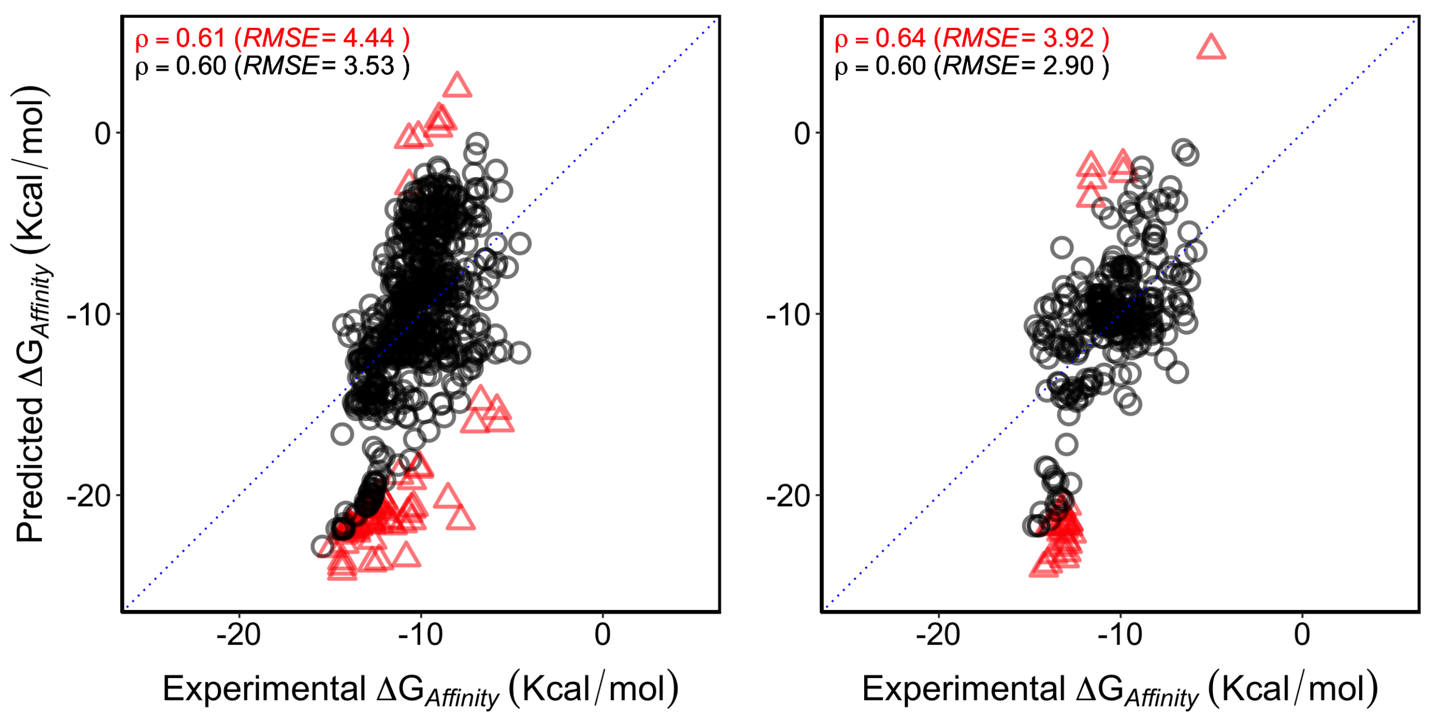 ρ = 0.61 (RMSE= 4.44 )
ρ = 0.60 (RMSE= 3.53 )
0
-10
-20
Predicted ΔGAffinity (Kcal/mol)
-20 -10 0
Experimental ΔGAffinity (Kcal/mol)
ρ = 0.64 (RMSE= 3.92 )
ρ = 0.60 (RMSE= 2.90 )
0
-10
-20
-20 -10 0
Experimental ΔGAffinity (Kcal/mol)